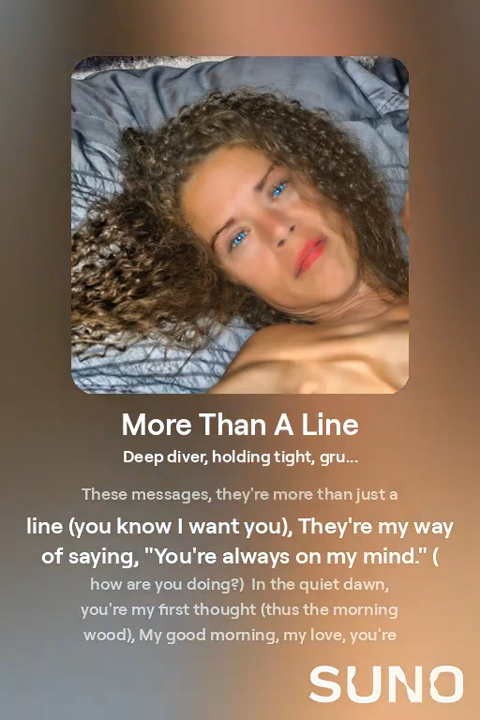 More Than A Line
Deep diver, holding tight, gru...
These messages, they're more than just a
line (you know I want you), They're my way
of saying, "You're always on my mind." (
how are you doing?) In the quiet dawn,
you're my first thought (thus the morning
wood), My good morning, my love, you're
SUNO